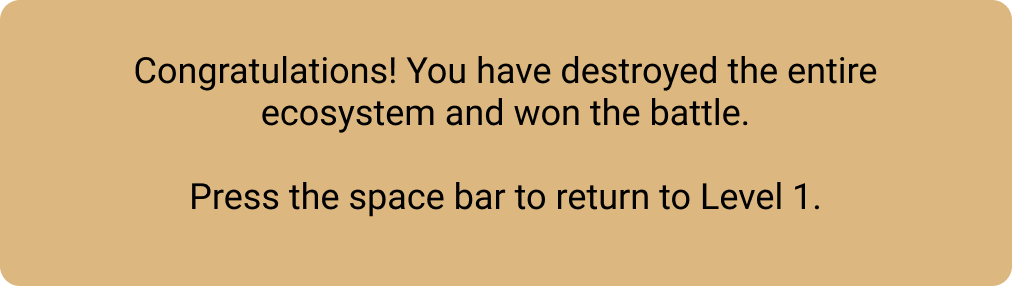 Congratulations! You have destroyed the entire
ecosystem and won the battle.
Press the space bar to return to Level 1.